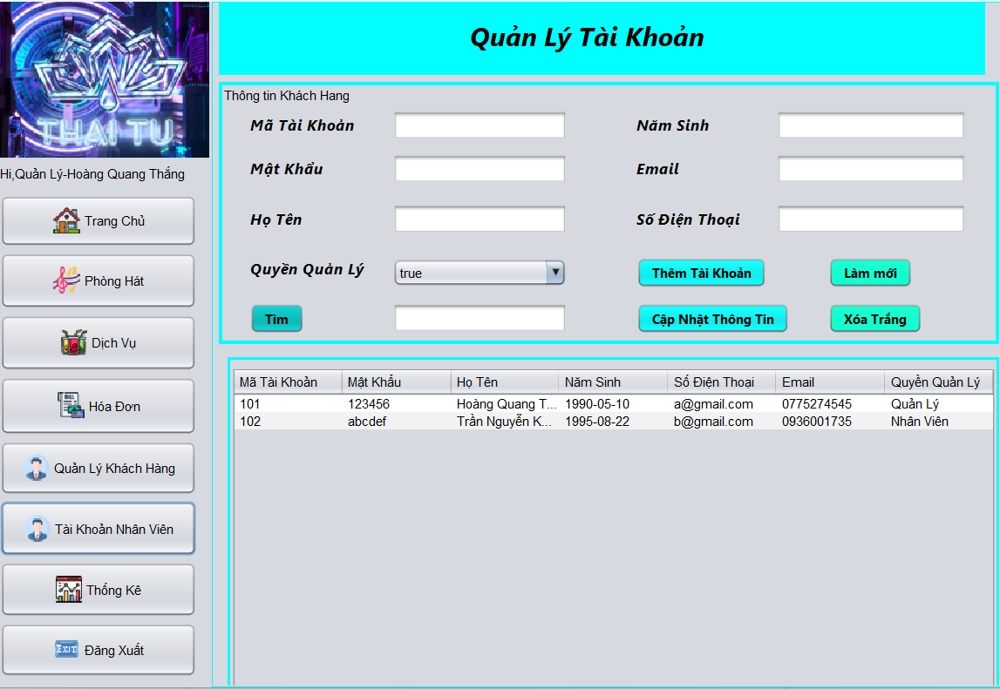 THAI TU
Hi,Quản Lý-Hoàng Quang Thắng
Trang Chủ
Phòng Hát
Dịch Vụ
Hóa Đơn
Quản Lý Khách Hàng
Tài Khoản Nhân Viên
Thống Kê
EXIT Đăng Xuất
Quản Lý Tài Khoản
Thông tin Khách Hang
Mã Tài Khoản
Năm Sinh
Mật Khẩu
Email
Họ Tên
Số Điện Thoại
Quyền Quản Lý true
Thêm Tài Khoản
Làm mới
Tìm
Cập Nhật Thông Tin
Xóa Trắng
Mã Tài Khoản Mật Khẩu Họ Tên Năm Sinh Số Điện Thoại Email Quyền Quản Lý
101 123456 Hoàng Quang T... 1990-05-10 a@gmail.com 0775274545 Quản Lý
102 abcdef Trần Nguyễn K... 1995-08-22 b@gmail.com 0936001735 Nhân Viên